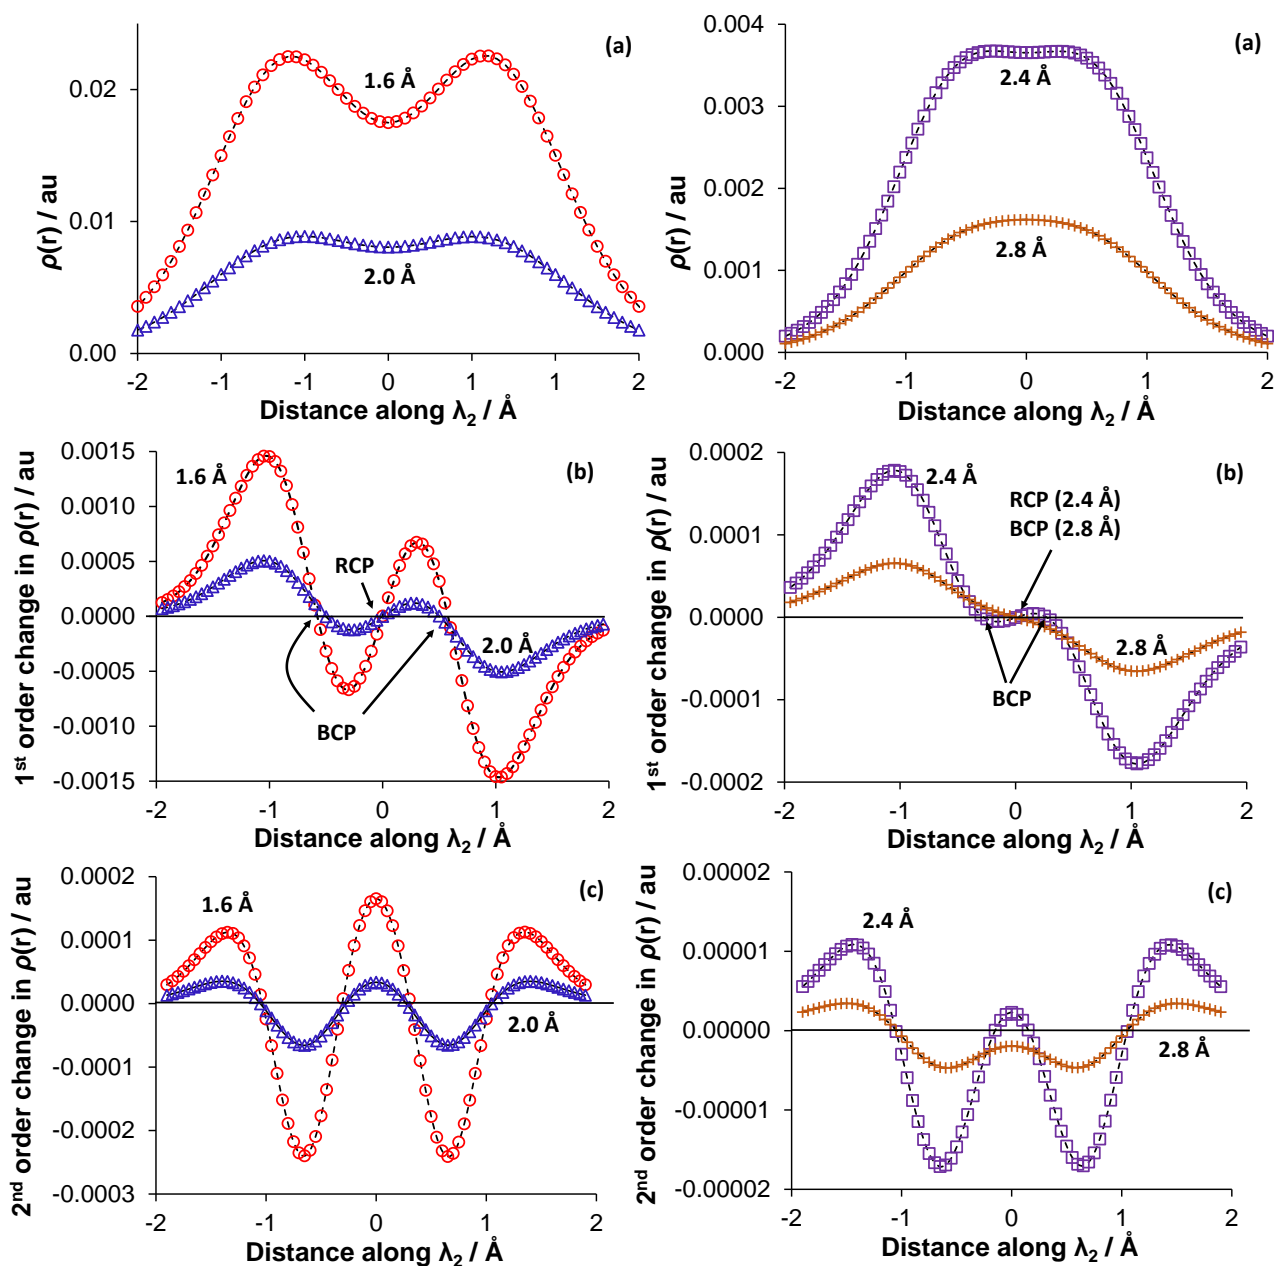 (a)
ρ(r) / au
0.02
0.01
0.00
1.6 Å
2.0 Å
-2 -1 -1 0 1 1 2
Distance along λ2 / Å
(a)
ρ(r) / au
0.004
0.003
0.002
0.001
0.000
2.4 Å
2.8 Å
-2 -1 0 1 2
Distance along λ2 / Å
(b)
1st order change in ρ(r) / au
0.0015
0.0010
0.0005
0.0000
-0.0005
-0.0010
-0.0015
1.6 Å
RCP
2.0 Å
BCP
-2 -1 0 1 2
Distance along λ2 / Å
(b)
1st order change in ρ(r) / au
0.0002
0.0001
0.0000
-0.0001
-0.0002
2.4 Å
RCP (2.4 Å)
BCP (2.8 Å)
2.8 Å
BCP
-2 -1 0 1 2
Distance along λ2 / Å
(c)
2nd order change in ρ(r) / au
0.0002
0.0001
0.0000
-0.0001
-0.0002
-0.0003
1.6 Å
2.0 Å
-2 -1 0 1 2
Distance along λ2 / Å
(c)
2nd order change in ρ(r) / au
0.00002
0.00001
0.00000
-0.00001
-0.00002
2.4 Å
2.8 Å
-2 -1 0 1 2
Distance along λ2 / Å